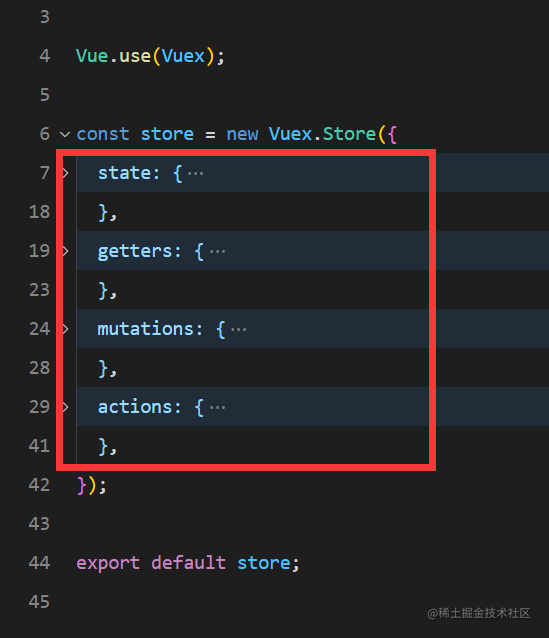 3
4 Vue.use(Vuex);
5
6 const store = new Vuex.Store({
7 state: {···
18 },
19 getters: {···
23 },
24 mutations: {···
28 },
29 actions: {···
41 },
42 });
43
44 export default store;
45
@稀土掘金技术社区